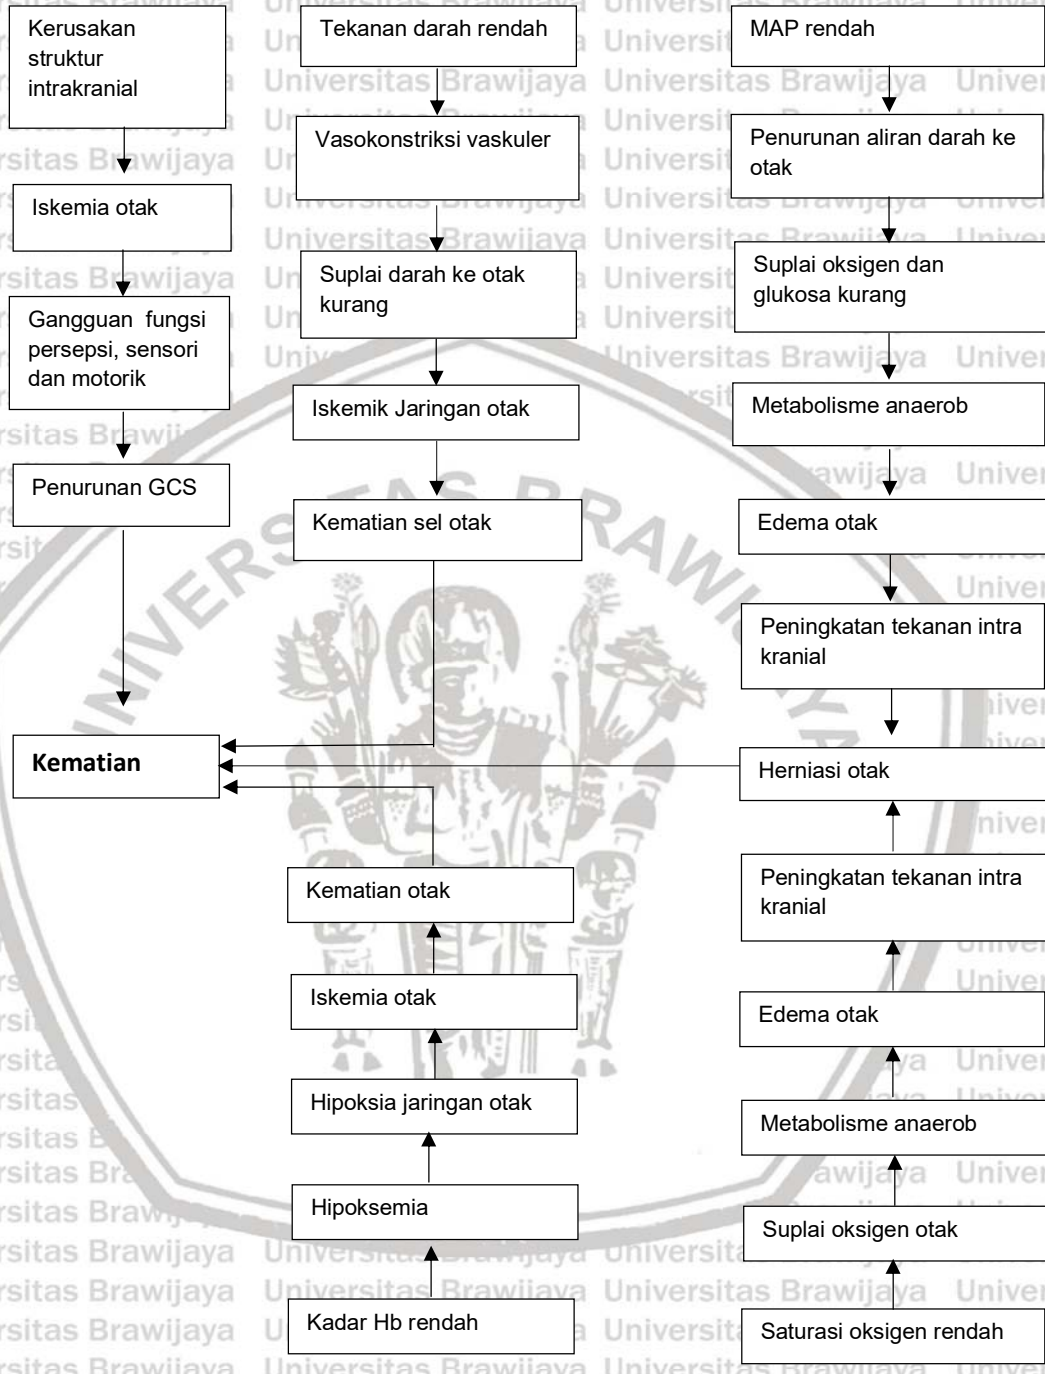 Kerusakan
struktur
intrakranial
Iskemia otak
Gangguan fungsi
persepsi, sensori
dan motorik
Penurunan GCS
Kematian
Tekanan darah rendah
Vasokonstriksi vaskuler
Suplai darah ke otak
kurang
Iskemik Jaringan otak
Kematian sel otak
Kematian otak
Iskemia otak
Hipoksia jaringan otak
Hipoksemia
Kadar Hb rendah
MAP rendah
Penurunan aliran darah ke
otak
Suplai oksigen dan
glukosa kurang
Metabolisme anaerob
Edema otak
Peningkatan tekanan intra
kranial
Herniasi otak
Peningkatan tekanan intra
kranial
Edema otak
Metabolisme anaerob
Suplai oksigen otak
Saturasi oksigen rendah
UNIVERSITAS BRAWIJAYA
Universitas Brawijaya